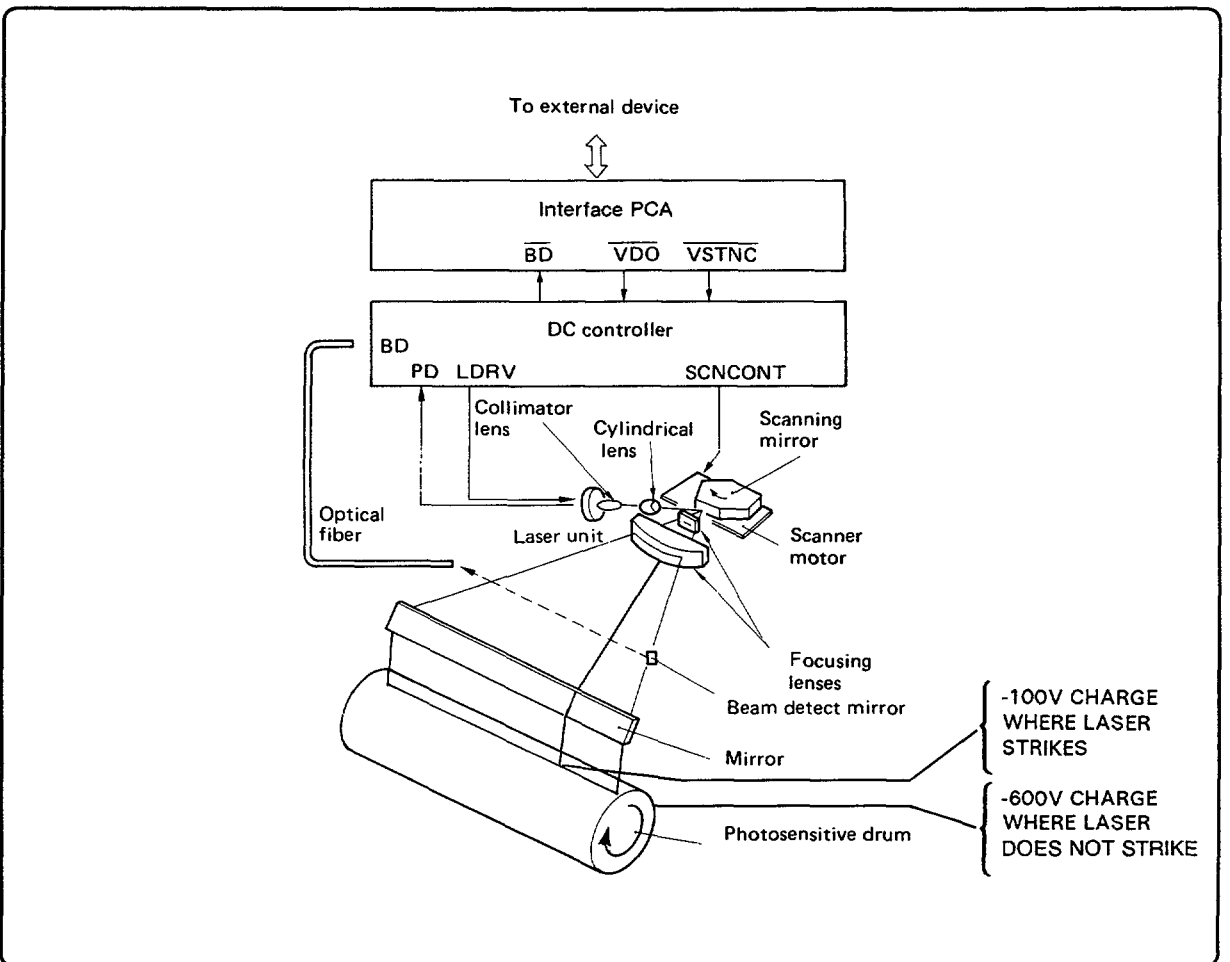 To external device
Interface PCA
BD VDO VSTNC
DC controller
BD
PD LDRV SCNCONT
Collimator
lens
Cylindrical
lens
Scanning
mirror
Optical
fiber
Laser unit
Scanner
motor
Focusing
lenses
Beam detect mirror
Mirror
Photosensitive drum
-100V CHARGE
WHERE LASER
STRIKES
-600V CHARGE
WHERE LASER
DOES NOT STRIKE